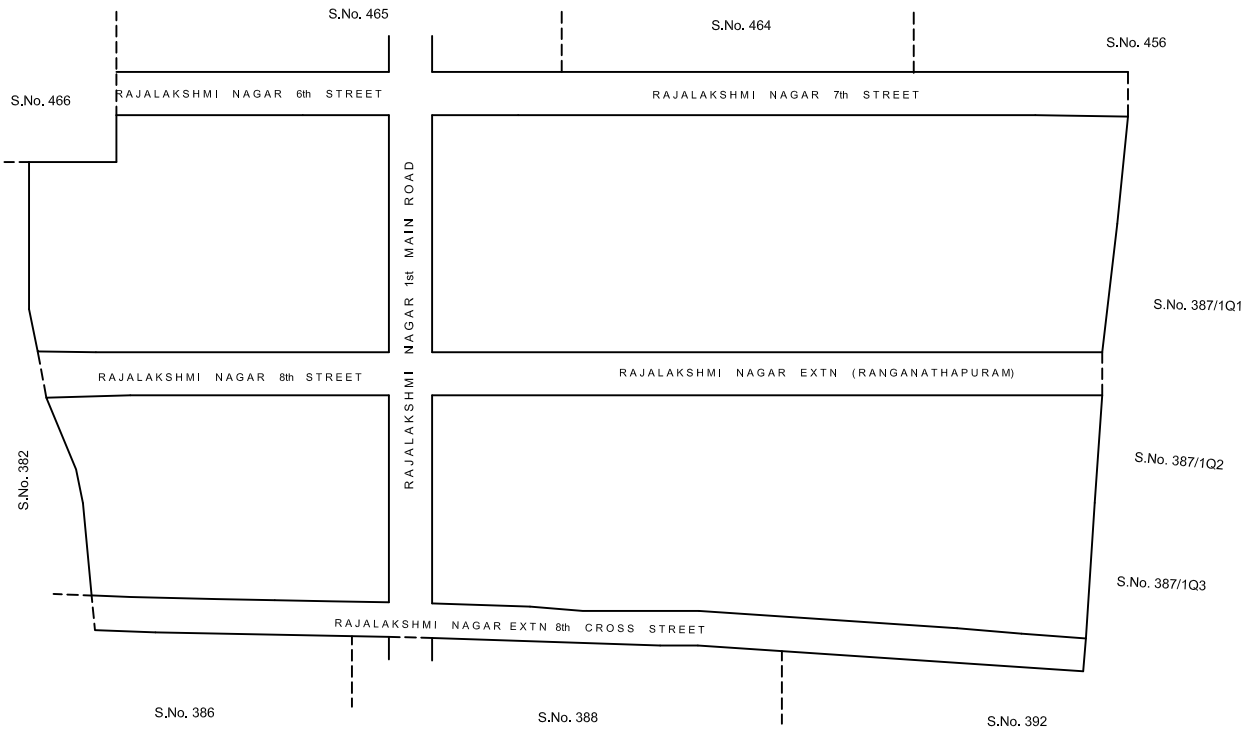 S.No. 465
S.No. 464
S.No. 456
S.No. 466
RAJALAKSHMI NAGAR 6th STREET
RAJALAKSHMI NAGAR 7th STREET
RAJALAKSHMI NAGAR 1st MAIN ROAD
S.No. 387/1Q1
RAJALAKSHMI NAGAR 8th STREET
RAJALAKSHMI NAGAR EXTN (RANGANATHAPURAM)
S.No. 382
S.No. 387/1Q2
S.No. 387/1Q3
RAJALAKSHMI NAGAR EXTN 8th CROSS STREET
S.No. 386
S.No. 388
S.No. 392